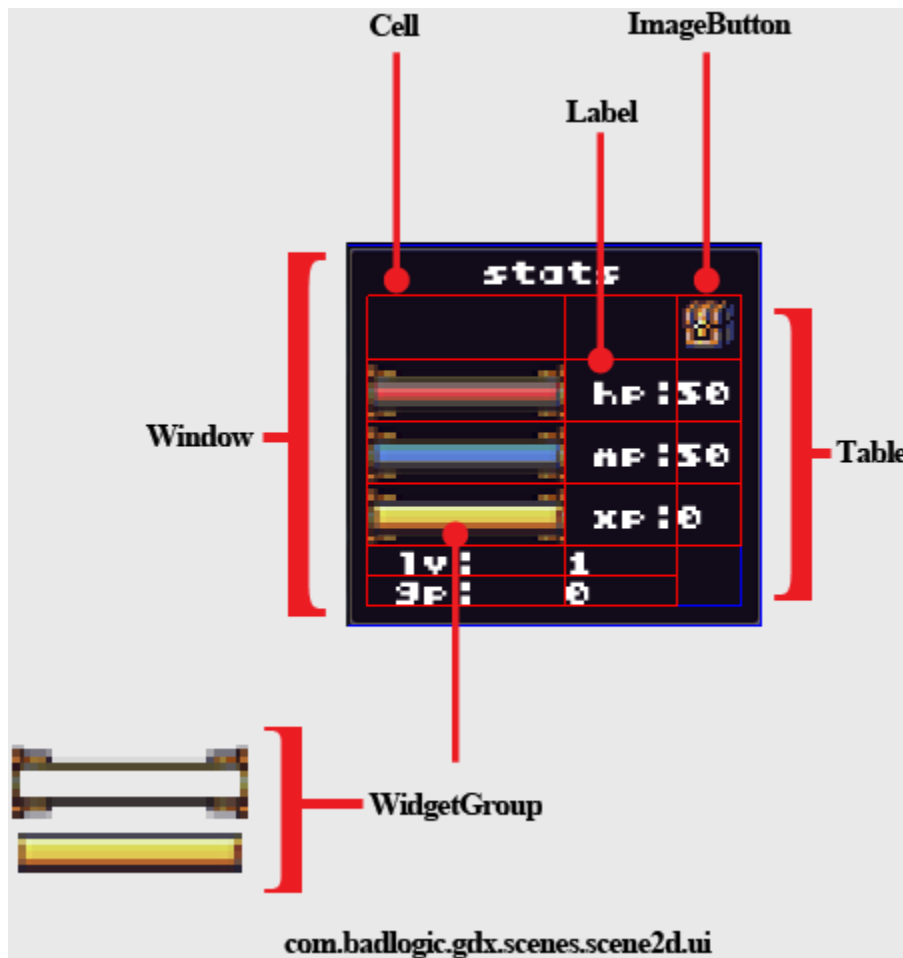 Cell
ImageButton
Label
stats
hp:50
Window
mp:50
Table
xp:0
lv: 1
gp: 0
WidgetGroup
com.badlogic.gdx.scenes.scene2d.ui